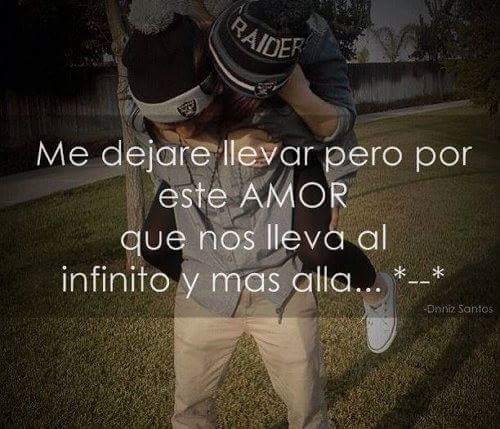 RAIDER
Me dejare llevar pero por
este AMOR
que nos lleva al
infinito y mas alla... *--*
-Dnniz Santos